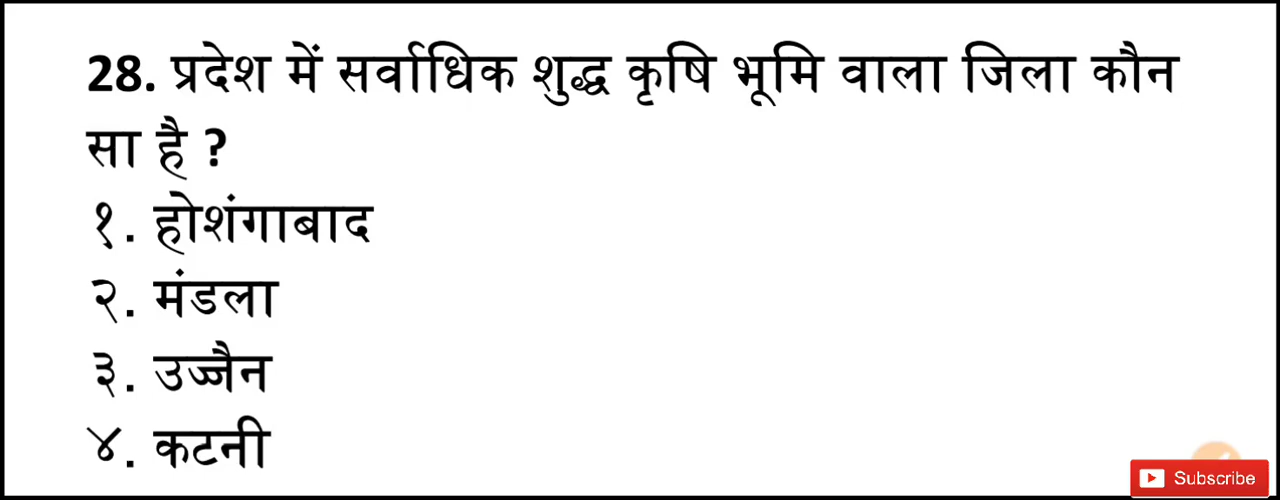 28. प्रदेश में सर्वाधिक शुद्ध कृषि भूमि वाला जिला कौन
सा है ?
१. होशंगाबाद
२. मंडला
३. उज्जैन
४. कटनी
Subscribe